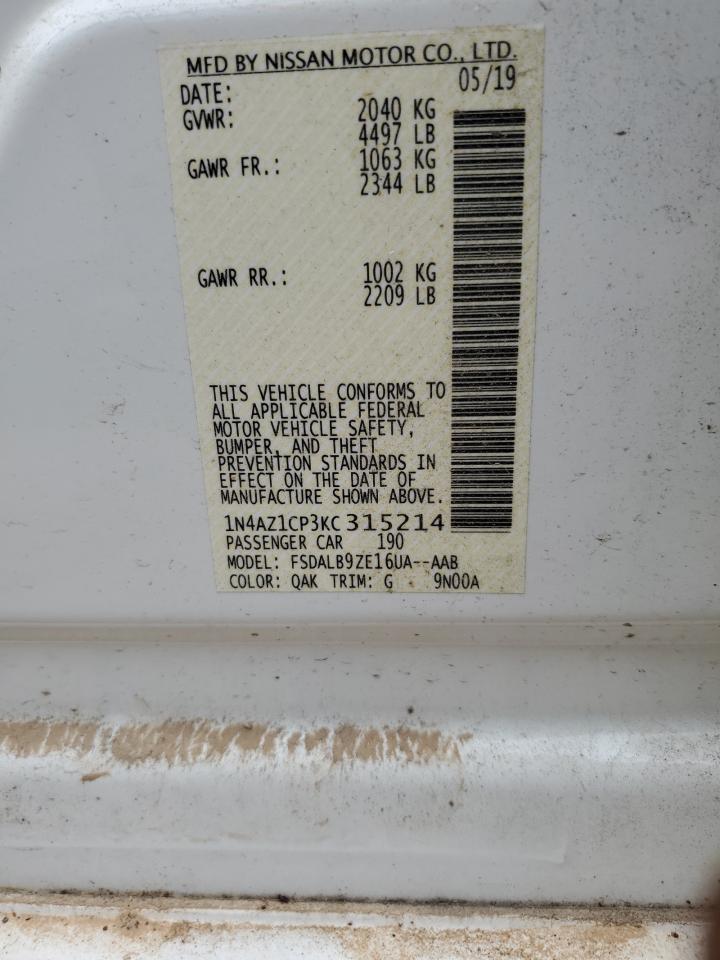 MFD BY NISSAN MOTOR CO., LTD.
DATE: 05/19
GVWR: 2040 KG
4497 LB
GAWR FR.: 1063 KG
2344 LB
GAWR RR.: 1002 KG
2209 LB
THIS VEHICLE CONFORMS TO
ALL APPLICABLE FEDERAL
MOTOR VEHICLE SAFETY,
BUMPER, AND THEFT
PREVENTION STANDARDS IN
EFFECT ON THE DATE OF
MANUFACTURE SHOWN ABOVE.
1N4AZ1CP3KC315214
PASSENGER CAR 190
MODEL: FSDALB9ZE16UA--AAB
COLOR: QAK TRIM: G 9N00A